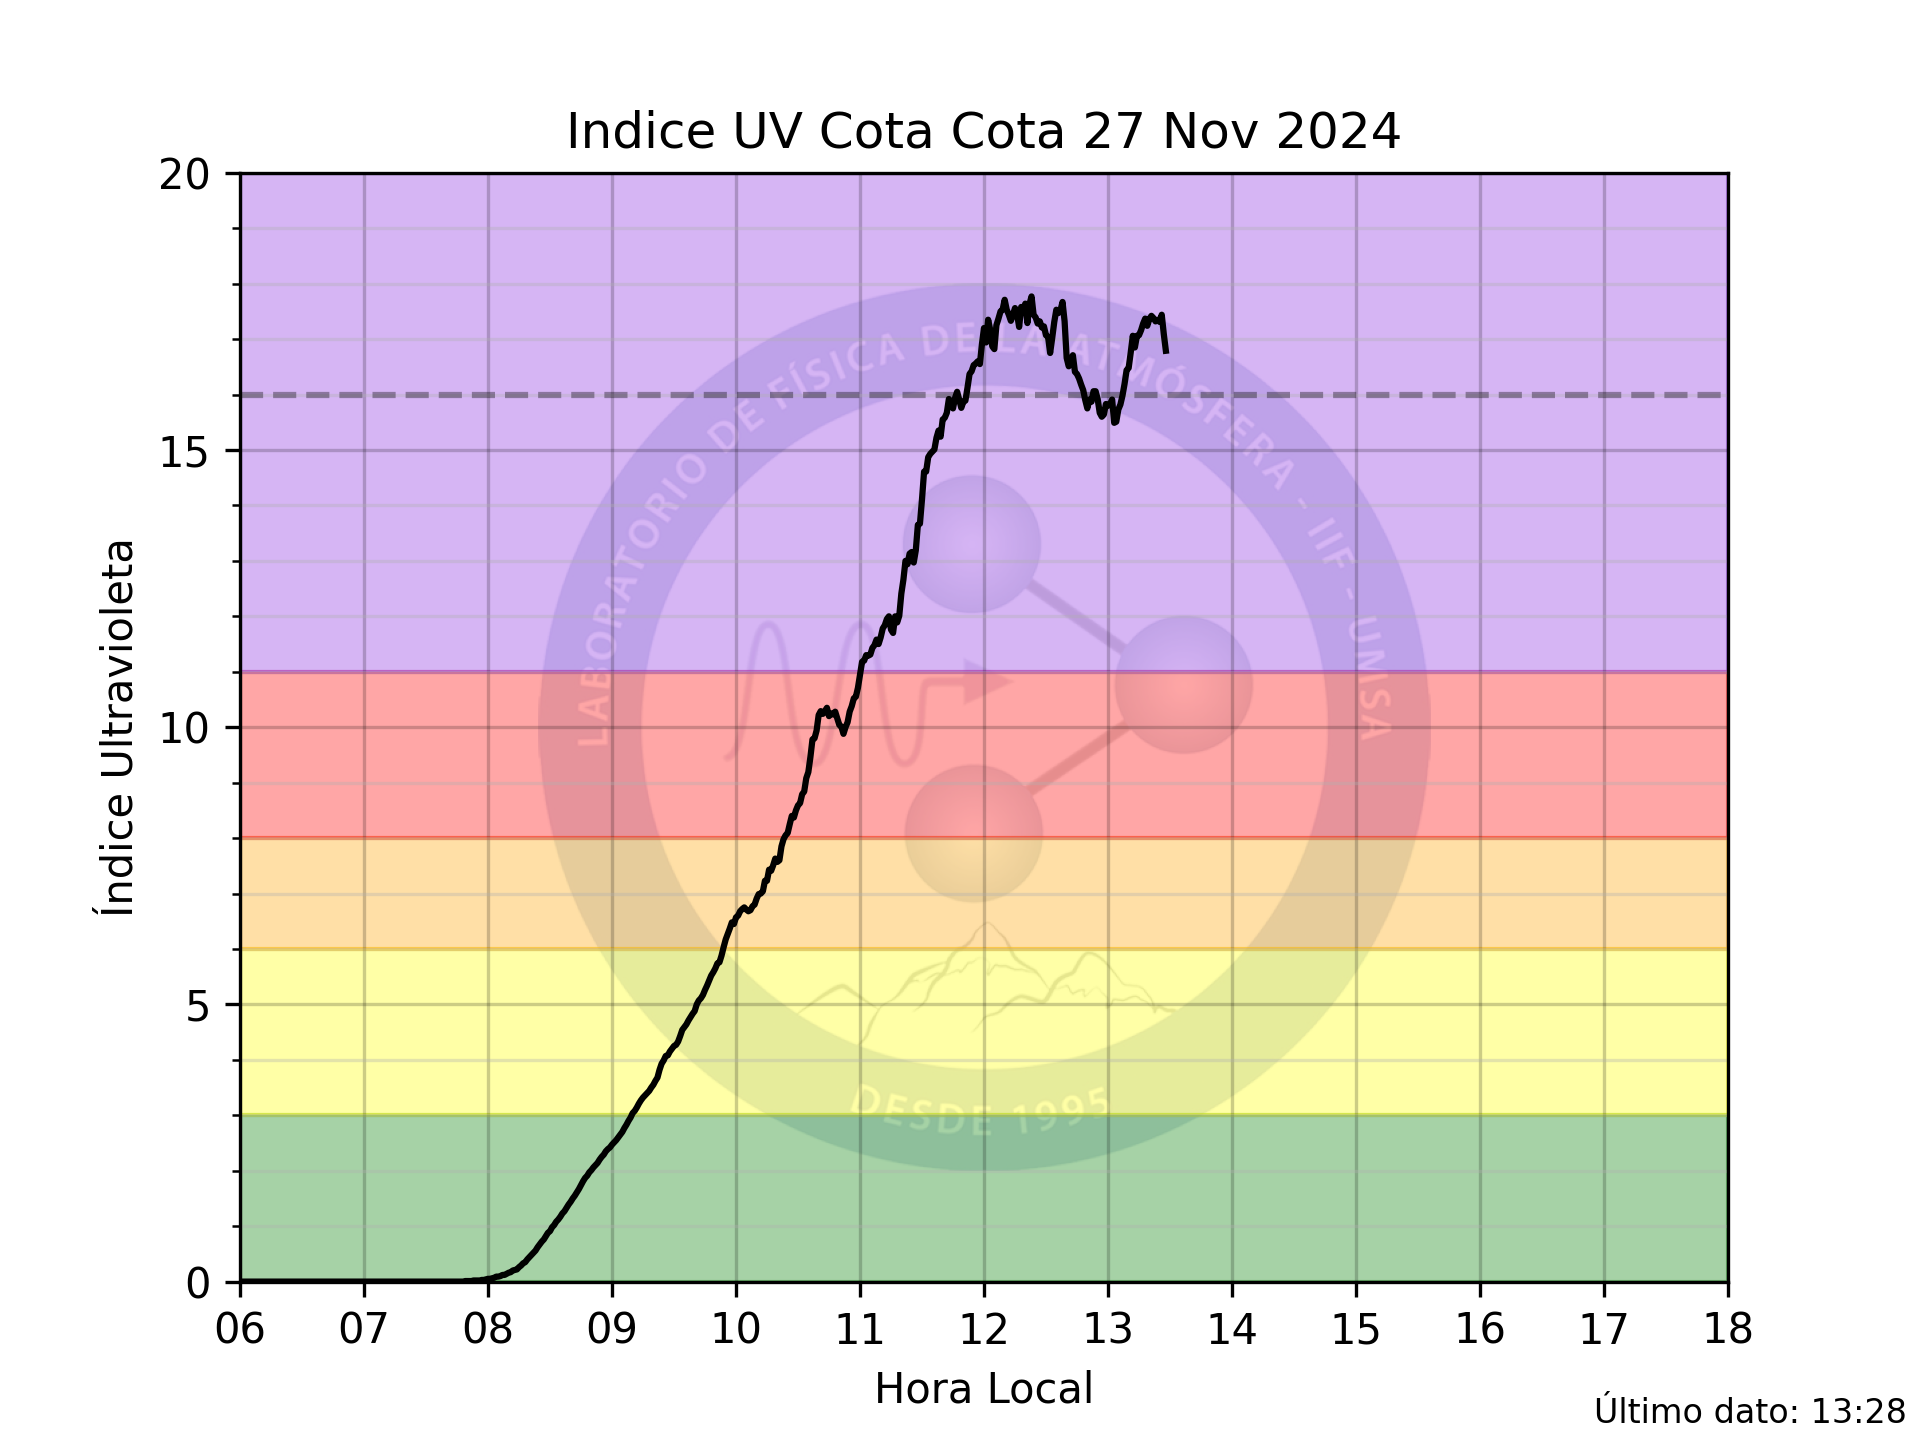 Indice UV Cota Cota 27 Nov 2024
20
15
10
5
0
Índice Ultravioleta
LABORATORIO DE FÍSICA DE LA ATMÓSFERA - IIF - UMSA
DESDE 1995
06 07 08 09 10 11 12 13 14 15 16 17 18
Hora Local
Último dato: 13:28